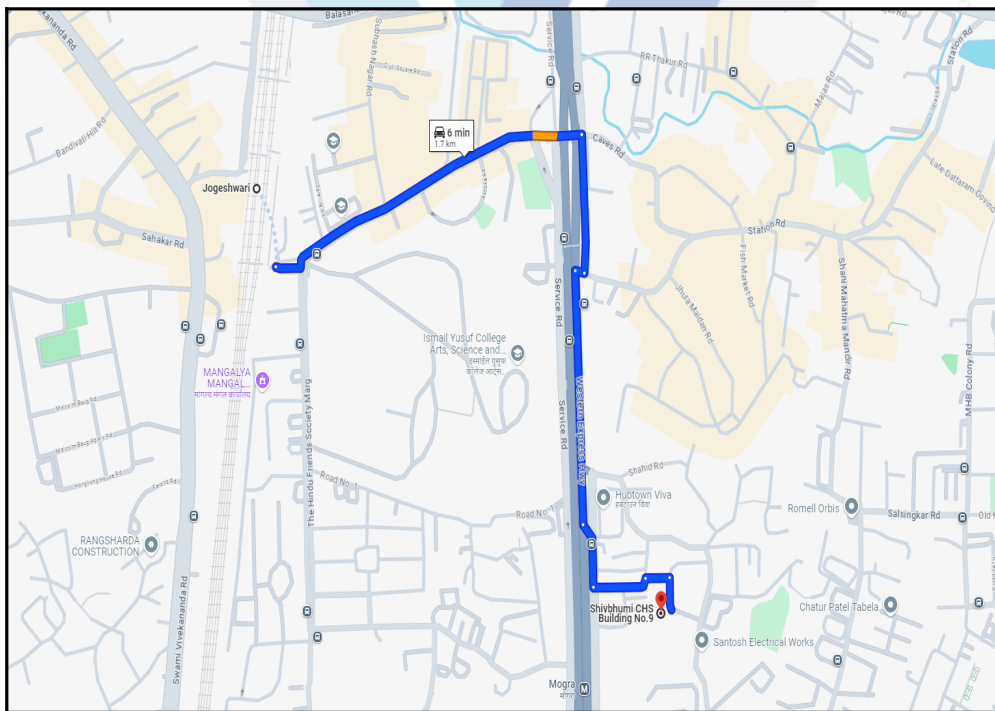 Balasan
Service Rd
Station Rd
Subhash Nagar Rd
RR Thakur Rd
Majas Rd
Bandivali Hill Rd
6 min
1.7 km
Caves Rd
Late Dattaram Govind
Jogeshwari
Station Rd
Sahakar Rd
Fish Market Rd
Shani Mahatma Mandir Rd
Jhula Maidan Rd
Service Rd
Ismail Yusuf College
Arts, Science and...
इस्माईल युसुफ
कॉलेज आर्ट्स,
MANGALYA
MANGAL...
मांगल्य मंगल कार्यालय
MHB Colony Rd
The Hindu Friends Society Marg
Western Express Hwy
Service Rd
Shahid Rd
Road No. 1
Hubtown Viva
हबटाउन विवा
Road No. 1
Romell Orbis
Salsingkar Rd
RANGSHARDA
CONSTRUCTION
Shivbhumi CHS
Building No.9
Chatur Patel Tabela
Santosh Electrical Works
Swami Vivekananda Rd
Mogra
मोगरा
M